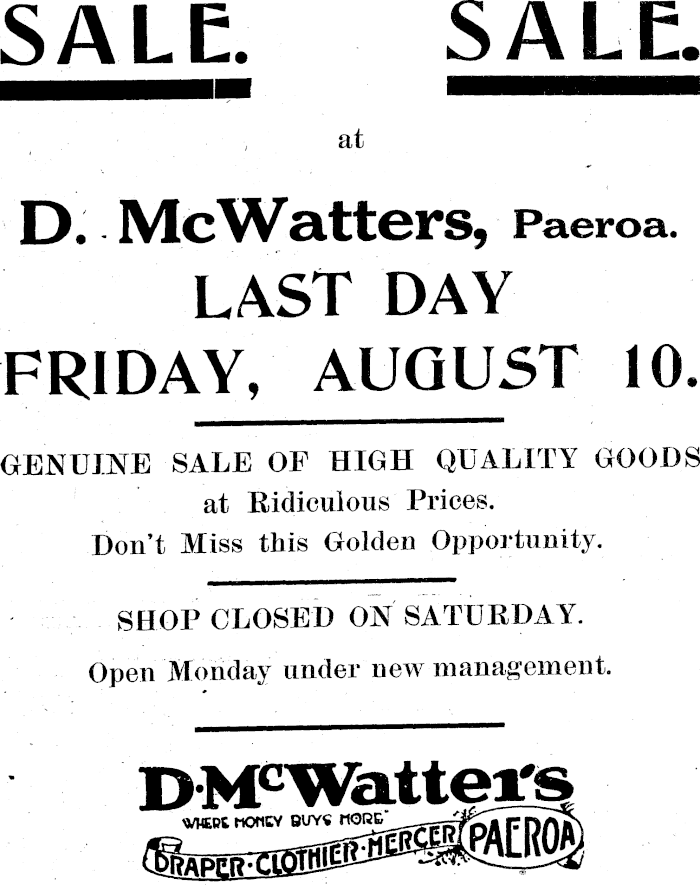 SALE. SALE.
at
D. McWatters, Paeroa.
LAST DAY
FRIDAY, AUGUST 10.
GENUINE SALE OF HIGH QUALITY GOODS
at Ridiculous Prices.
Don't Miss this Golden Opportunity.
SHOP CLOSED ON SATURDAY.
Open Monday under new management.
D·McWatters
"WHERE MONEY BUYS MORE"
DRAPER·CLOTHIER·MERCER PAEROA